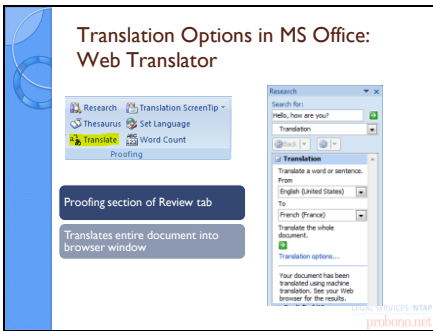 Translation Options in MS Office:
Web Translator
Research Translation ScreenTip
Thesaurus Set Language
Translate Word Count
Proofing
Proofing section of Review tab
Translates entire document into
browser window
Research
Search for:
Hello, how are you?
Translation
Back
Translation
Translate a word or sentence.
From
English (United States)
To
French (France)
Translate the whole
document.
Translation options...
Your document has been
translated using machine
translation. See your Web
browser for the results.
LEGAL SERVICES NTAP
probono.net